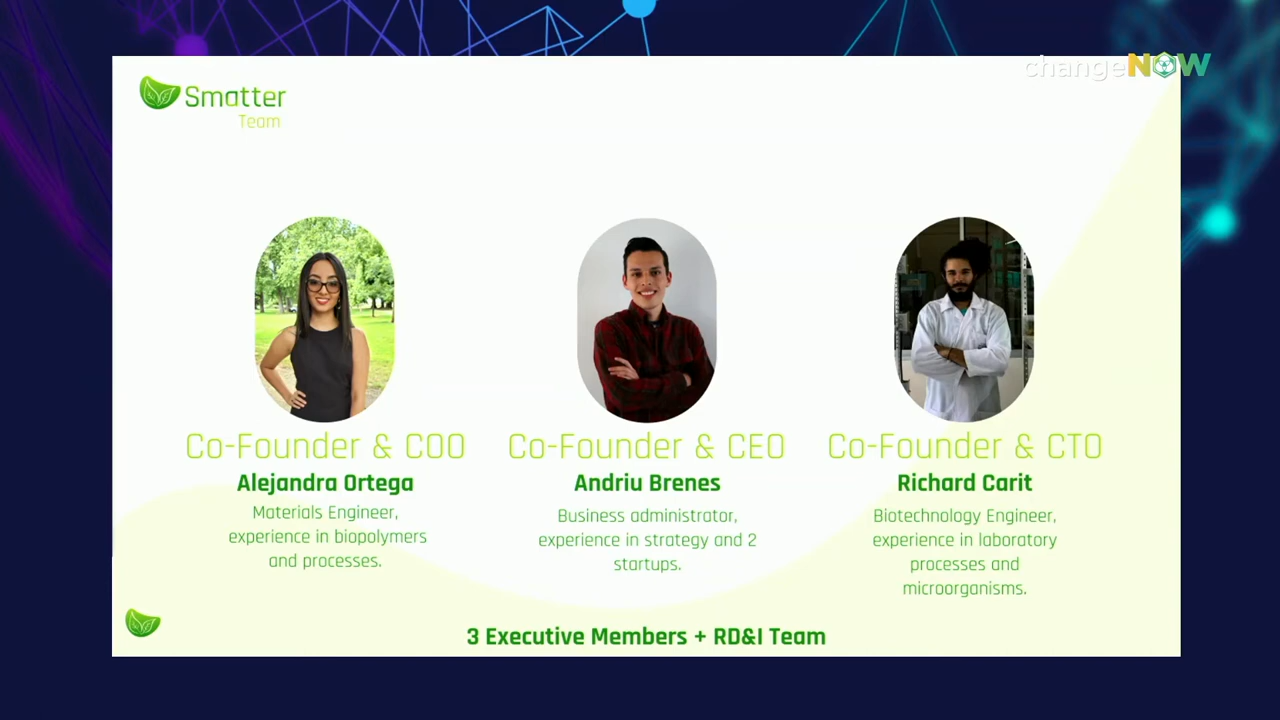 changeNOW
Smatter
Team
Co-Founder & COO
Alejandra Ortega
Materials Engineer,
experience in biopolymers
and processes.
Co-Founder & CEO
Andriu Brenes
Business administrator,
experience in strategy and 2
startups.
Co-Founder & CTO
Richard Carit
Biotechnology Engineer,
experience in laboratory
processes and
microorganisms.
3 Executive Members + RD&I Team